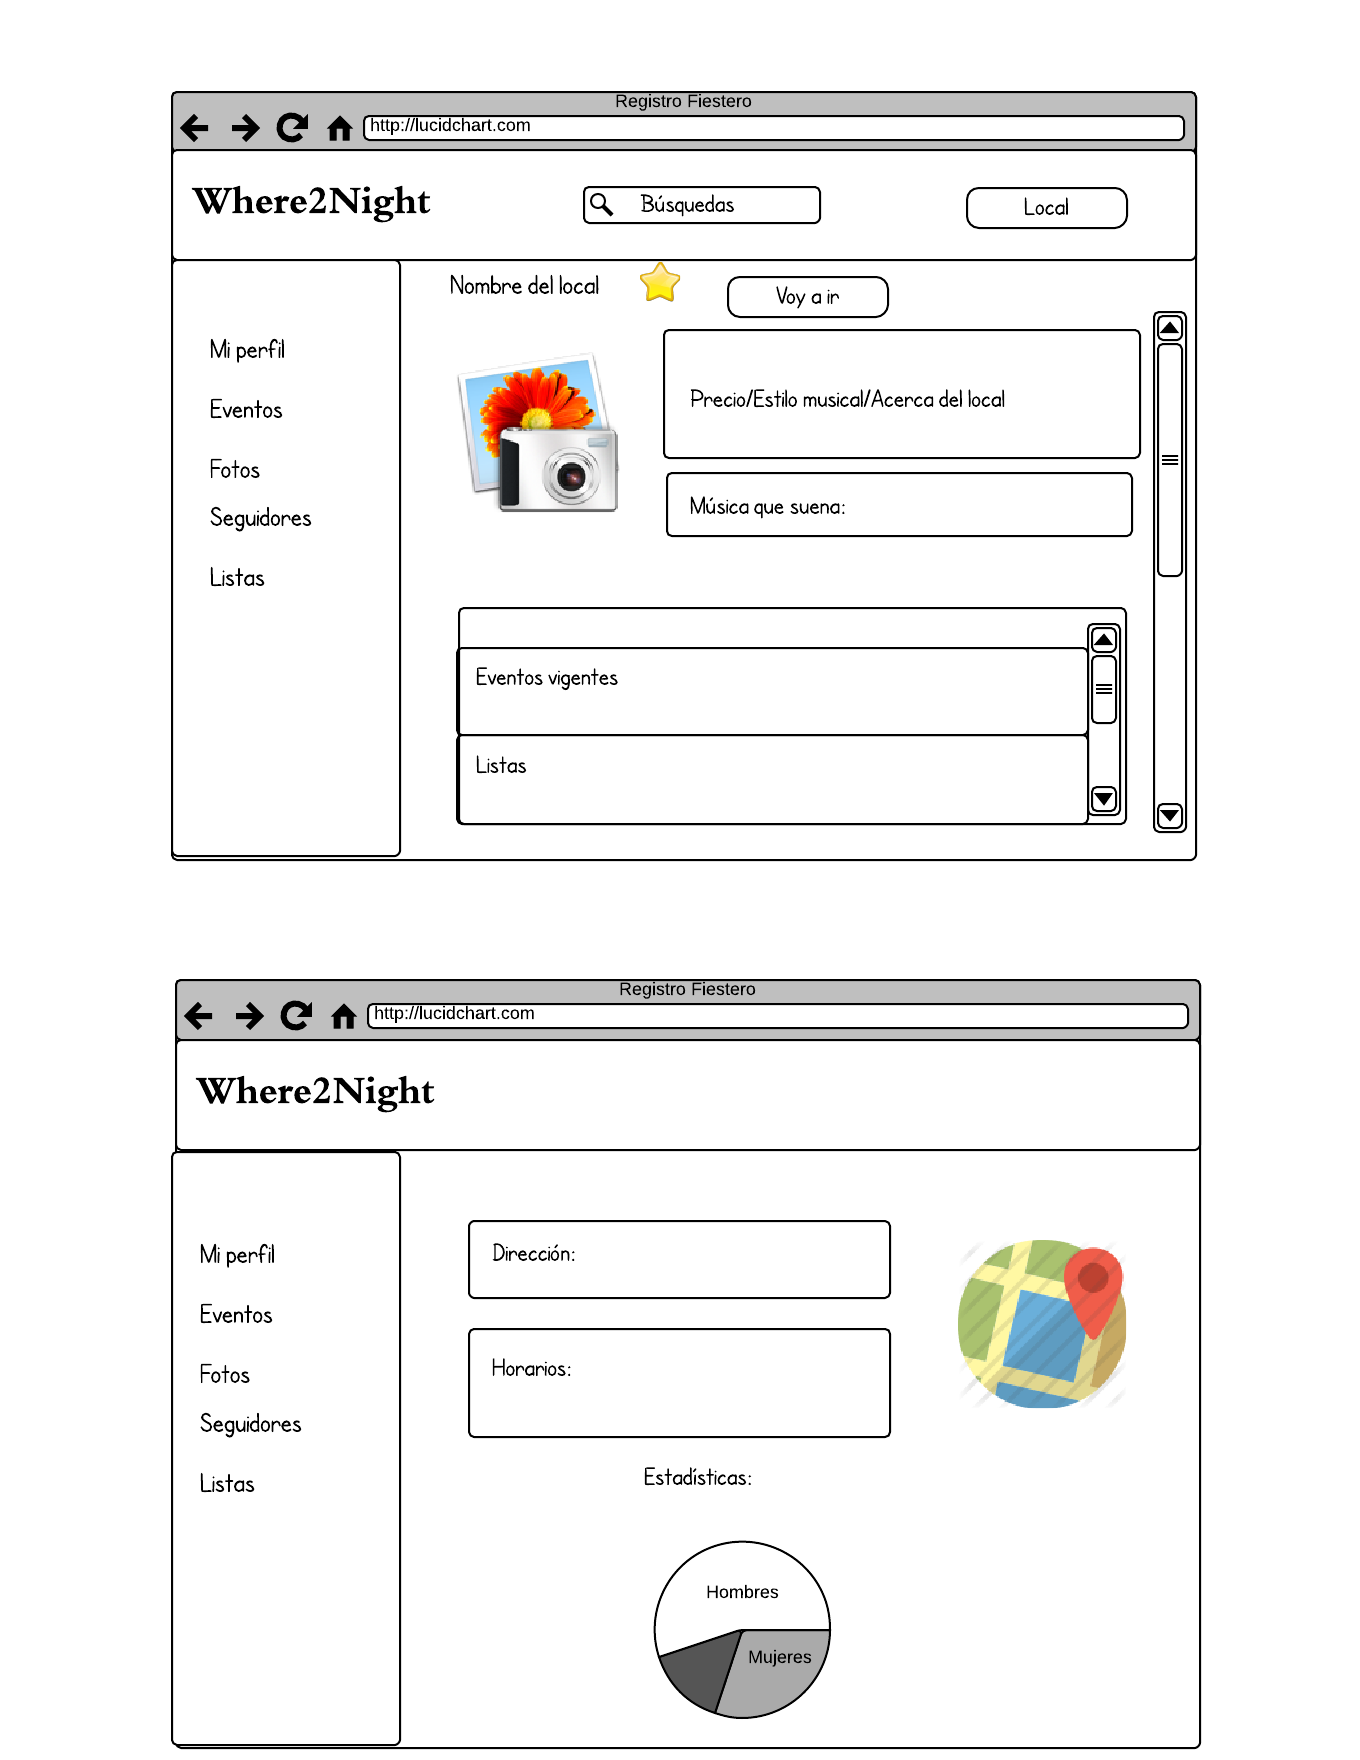 Registro Fiestero
http://lucidchart.com
Where2Night
Búsquedas
Local
Nombre del local
Voy a ir
Mi perfil
Eventos
Fotos
Seguidores
Listas
Precio/Estilo musical/Acerca del local
Música que suena:
Eventos vigentes
Listas
Registro Fiestero
http://lucidchart.com
Where2Night
Mi perfil
Eventos
Fotos
Seguidores
Listas
Dirección:
Horarios:
Estadísticas:
Hombres
Mujeres